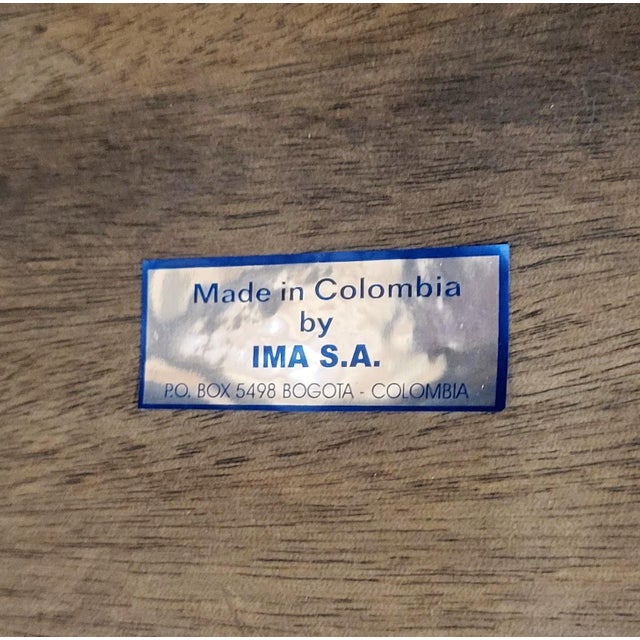 Made in Colombia
by
IMA S.A.
P.O. BOX 5498 BOGOTA - COLOMBIA